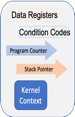 Data Registers
Condition Codes
Program Counter
Stack Pointer
Kernel
Context